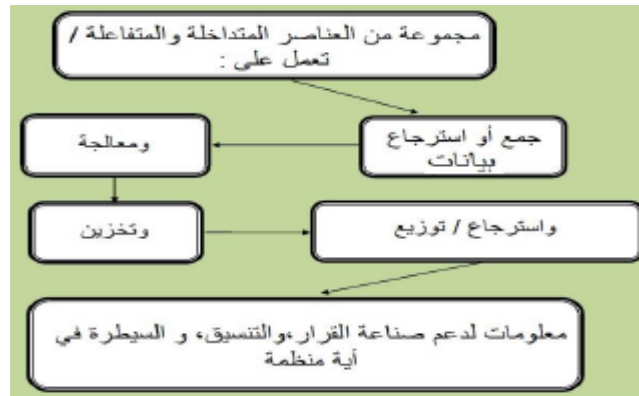 مجموعة من العناصر المتداخلة والمتفاعلة /
تعمل على :
جمع أو استرجاع
بيانات
ومعالجة
وتخزين
واسترجاع / توزيع
معلومات لدعم صناعة القرار ،والتنسيق، و السيطرة في
أية منظمة